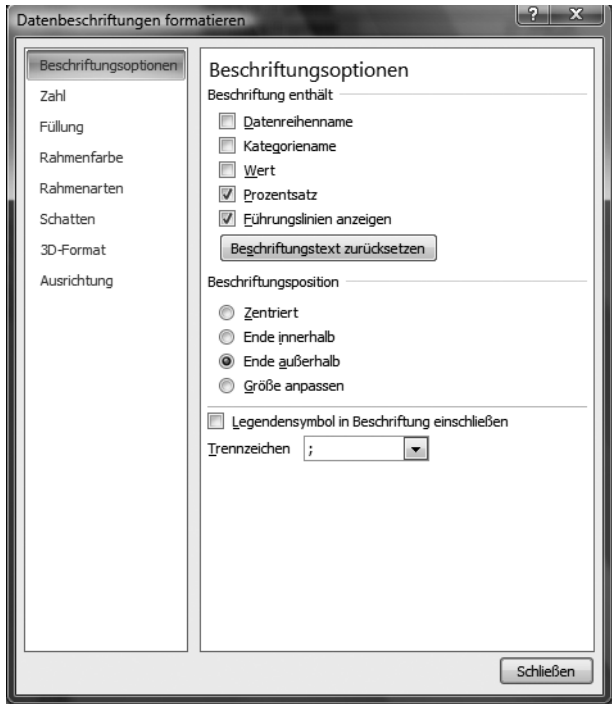 Datenbeschriftungen formatieren
Beschriftungsoptionen
Zahl
Füllung
Rahmenfarbe
Rahmenarten
Schatten
3D-Format
Ausrichtung
Beschriftungsoptionen
Beschriftung enthält
Datenreihenname
Kategoriename
Wert
Prozentsatz
Führungslinien anzeigen
Beschriftungstext zurücksetzen
Beschriftungsposition
Zentriert
Ende innerhalb
Ende außerhalb
Größe anpassen
Legendensymbol in Beschriftung einschließen
Trennzeichen ;
Schließen